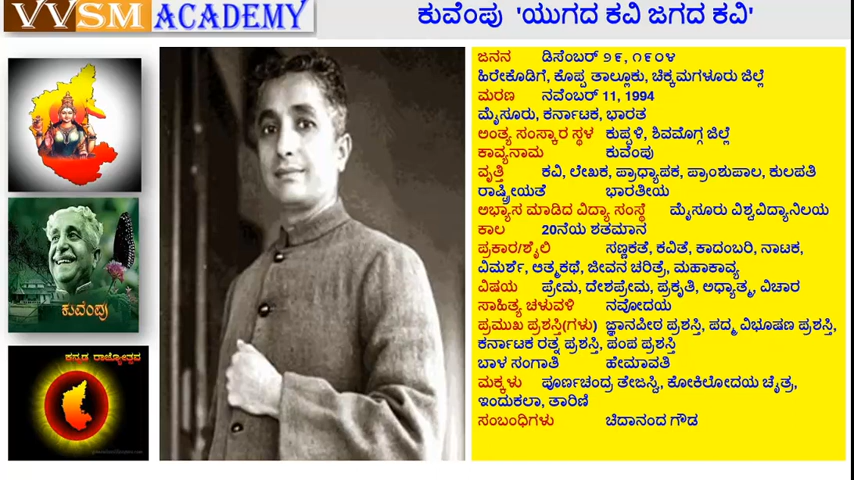 VVSM ACADEMY
ಕುವೆಂಪು 'ಯುಗದ ಕವಿ ಜಗದ ಕವಿ'
ಜನನ ಡಿಸೆಂಬರ್ ೨೯, ೧೯೦೪
ಹಿರೇಕೊಡಿಗೆ, ಕೊಪ್ಪ ತಾಲ್ಲೂಕು, ಚಿಕ್ಕಮಗಳೂರು ಜಿಲ್ಲೆ
ಮರಣ ನವೆಂಬರ್ 11, 1994
ಮೈಸೂರು, ಕರ್ನಾಟಕ, ಭಾರತ
ಅಂತ್ಯ ಸಂಸ್ಕಾರ ಸ್ಥಳ ಕುಪ್ಪಳಿ, ಶಿವಮೊಗ್ಗ ಜಿಲ್ಲೆ
ಕಾವ್ಯನಾಮ ಕುವೆಂಪು
ವೃತ್ತಿ ಕವಿ, ಲೇಖಕ, ಪ್ರಾಧ್ಯಾಪಕ, ಪ್ರಾಂಶುಪಾಲ, ಕುಲಪತಿ
ರಾಷ್ಟ್ರೀಯತೆ ಭಾರತೀಯ
ಅಭ್ಯಾಸ ಮಾಡಿದ ವಿದ್ಯಾ ಸಂಸ್ಥೆ ಮೈಸೂರು ವಿಶ್ವವಿದ್ಯಾನಿಲಯ
ಕಾಲ 20ನೆಯ ಶತಮಾನ
ಪ್ರಕಾರ/ಶೈಲಿ ಸಣ್ಣಕತೆ, ಕವಿತೆ, ಕಾದಂಬರಿ, ನಾಟಕ,
ವಿಮರ್ಶೆ, ಆತ್ಮಕಥೆ, ಜೀವನ ಚರಿತ್ರೆ, ಮಹಾಕಾವ್ಯ
ವಿಷಯ ಪ್ರೇಮ, ದೇಶಪ್ರೇಮ, ಪ್ರಕೃತಿ, ಅಧ್ಯಾತ್ಮ, ವಿಚಾರ
ಸಾಹಿತ್ಯ ಚಳುವಳಿ ನವೋದಯ
ಪ್ರಮುಖ ಪ್ರಶಸ್ತಿ(ಗಳು) ಜ್ಞಾನಪೀಠ ಪ್ರಶಸ್ತಿ, ಪದ್ಮ ವಿಭೂಷಣ ಪ್ರಶಸ್ತಿ,
ಕರ್ನಾಟಕ ರತ್ನ ಪ್ರಶಸ್ತಿ, ಪಂಪ ಪ್ರಶಸ್ತಿ
ಬಾಳ ಸಂಗಾತಿ ಹೇಮಾವತಿ
ಮಕ್ಕಳು ಪೂರ್ಣಚಂದ್ರ ತೇಜಸ್ವಿ, ಕೋಕಿಲೋದಯ ಚೈತ್ರ,
ಇಂದುಕಲಾ, ತಾರಿಣಿ
ಸಂಬಂಧಿಗಳು ಚಿದಾನಂದ ಗೌಡ
ಕುವೆಂಪು
ಕನ್ನಡ ರಾಜ್ಯೋತ್ಸವ